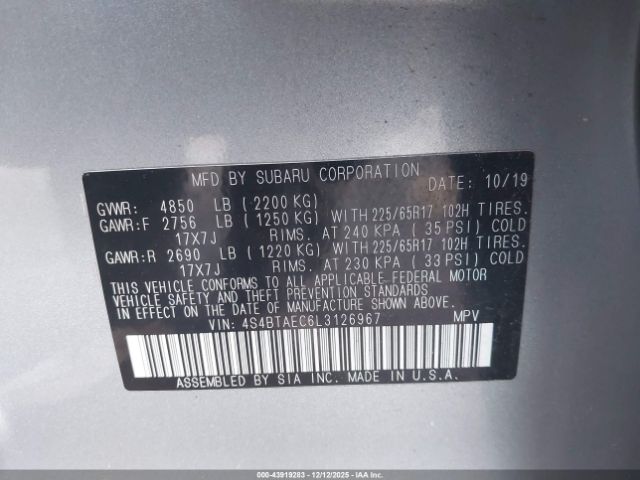 MFD BY SUBARU CORPORATION
DATE: 10/19
GVWR: 4850 LB (2200 KG)
GAWR:F 2756 LB (1250 KG) WITH 225/65R17 102H TIRES.
17X7J RIMS. AT 240 KPA (35 PSI) COLD
GAWR:R 2690 LB (1220 KG) WITH 225/65R17 102H TIRES.
17X7J RIMS. AT 230 KPA (33 PSI) COLD
THIS VEHICLE CONFORMS TO ALL APPLICABLE FEDERAL MOTOR
VEHICLE SAFETY AND THEFT PREVENTION STANDARDS
IN EFFECT ON THE DATE OF MANUFACTURE SHOWN ABOVE.
VIN: 4S4BTAEC6L3126967 MPV
ASSEMBLED BY SIA INC. MADE IN U.S.A.
000-43919283 - 12/12/2025 - IAAI.COM